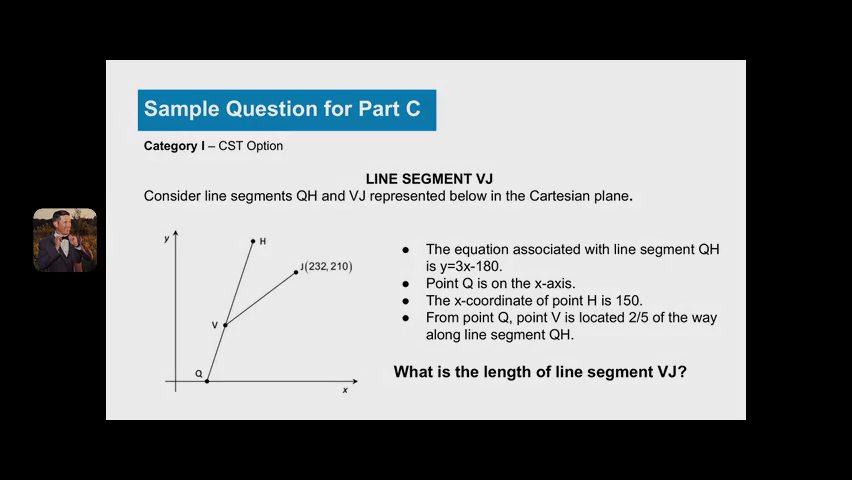 Sample Question for Part C
Category I – CST Option
LINE SEGMENT VJ
Consider line segments QH and VJ represented below in the Cartesian plane.
y
H
J(232, 210)
V
Q
x
● The equation associated with line segment QH
is y=3x-180.
● Point Q is on the x-axis.
● The x-coordinate of point H is 150.
● From point Q, point V is located 2/5 of the way
along line segment QH.
What is the length of line segment VJ?